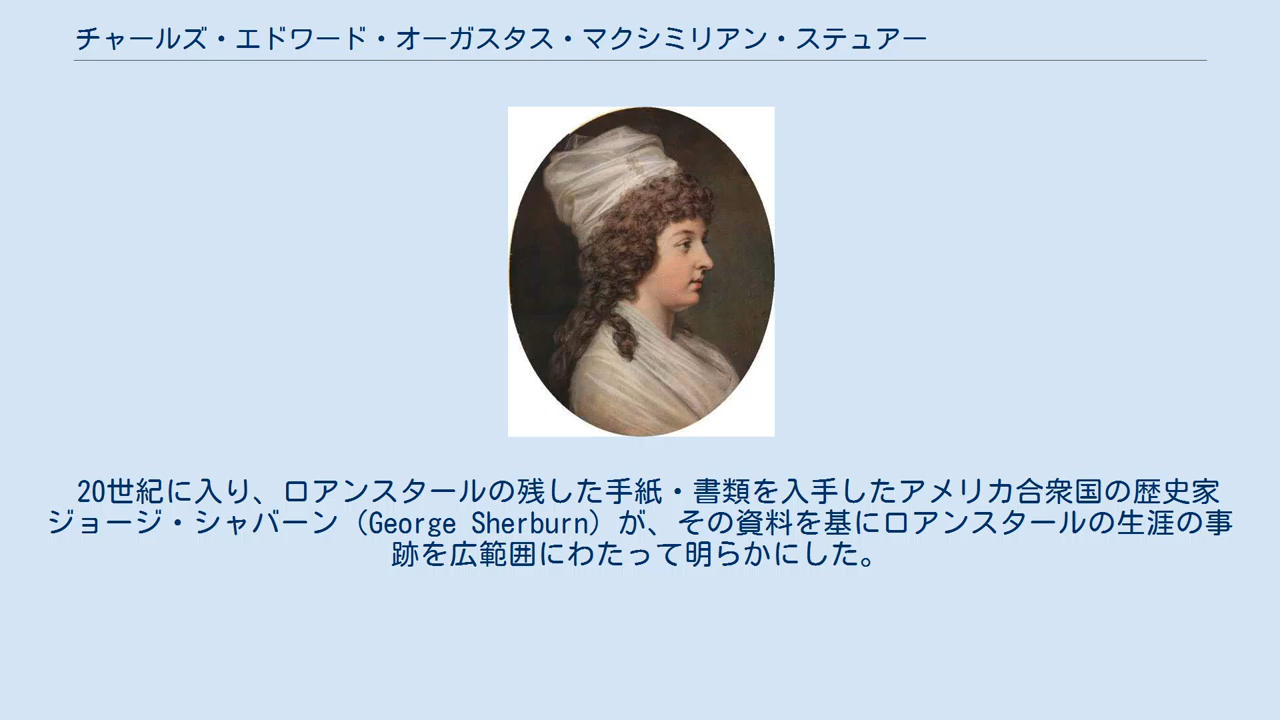 チャールズ・エドワード・オーガスタス・マクシミリアン・ステュアー
20世紀に入り、ロアンスタールの残した手紙・書類を入手したアメリカ合衆国の歴史家
ジョージ・シャバーン（George Sherburn）が、その資料を基にロアンスタールの生涯の事
跡を広範囲にわたって明らかにした。